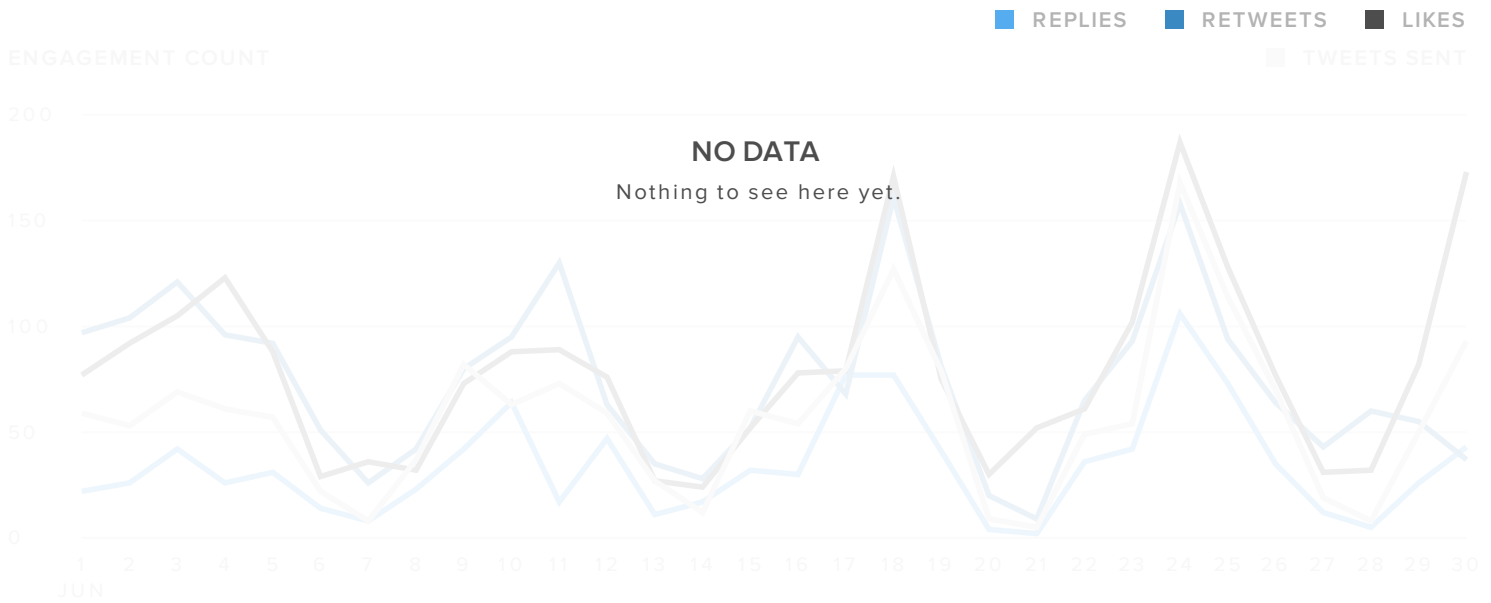 REPLIES RETWEETS LIKES
ENGAGEMENT COUNT TWEETS SENT
200
NO DATA
Nothing to see here yet.
150
100
50
0
1 2 3 4 5 6 7 8 9 10 11 12 13 14 15 16 17 18 19 20 21 22 23 24 25 26 27 28 29 30
JUN